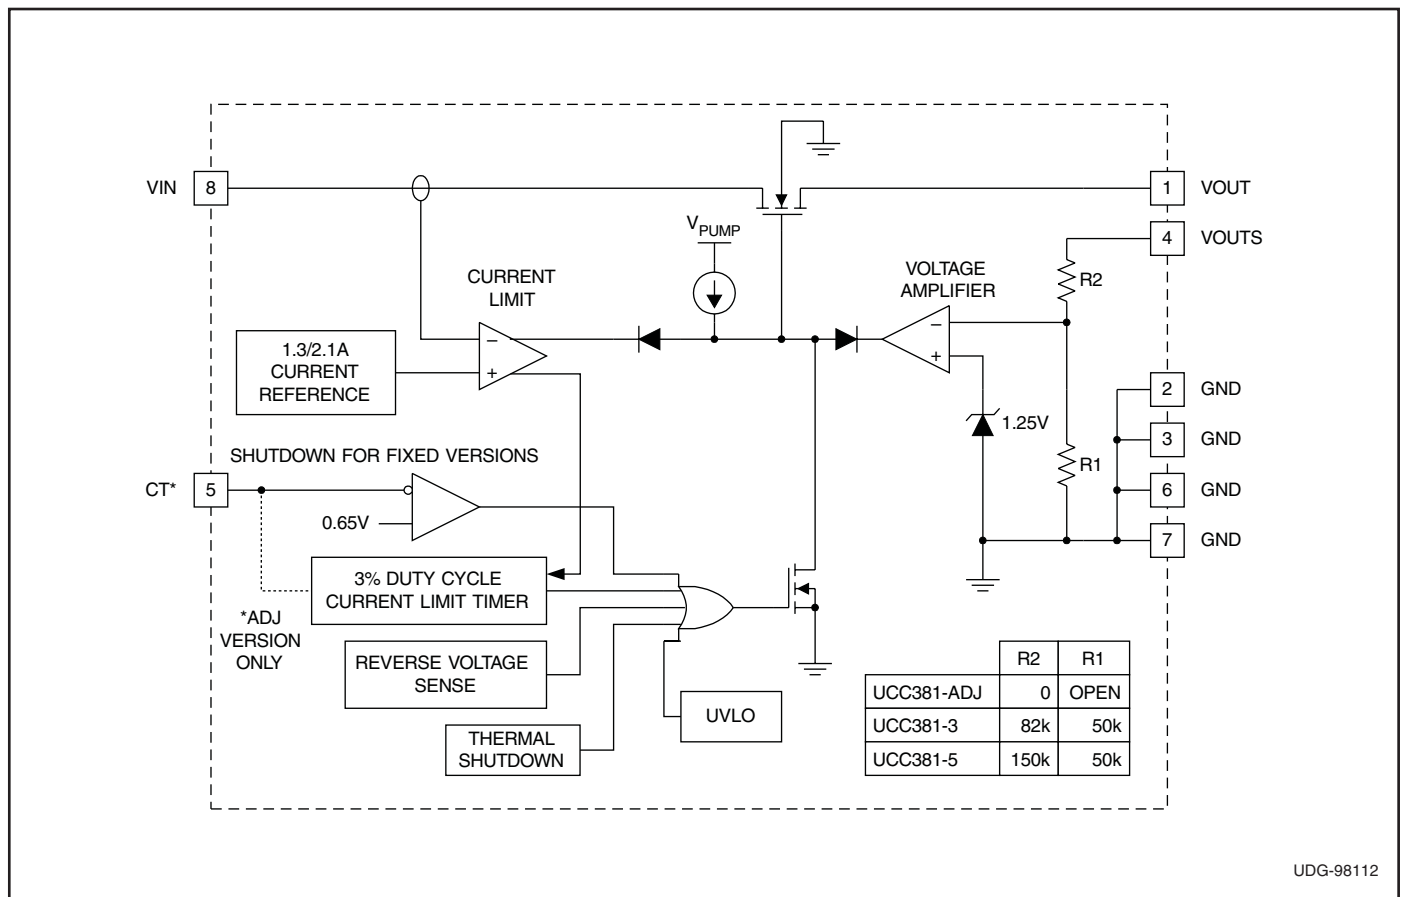 VIN
8
V
PUMP
1
VOUT
4
VOUTS
CURRENT
LIMIT
VOLTAGE
AMPLIFIER
R2
1.3/2.1A
CURRENT
REFERENCE
–
+
–
+
1.25V
R1
2
GND
3
GND
6
GND
7
GND
SHUTDOWN FOR FIXED VERSIONS
CT*
5
0.65V
3% DUTY CYCLE
CURRENT LIMIT TIMER
*ADJ
VERSION
ONLY
REVERSE VOLTAGE
SENSE
UVLO
THERMAL
SHUTDOWN
R2 R1
UCC381-ADJ 0 OPEN
UCC381-3 82k 50k
UCC381-5 150k 50k
UDG-98112